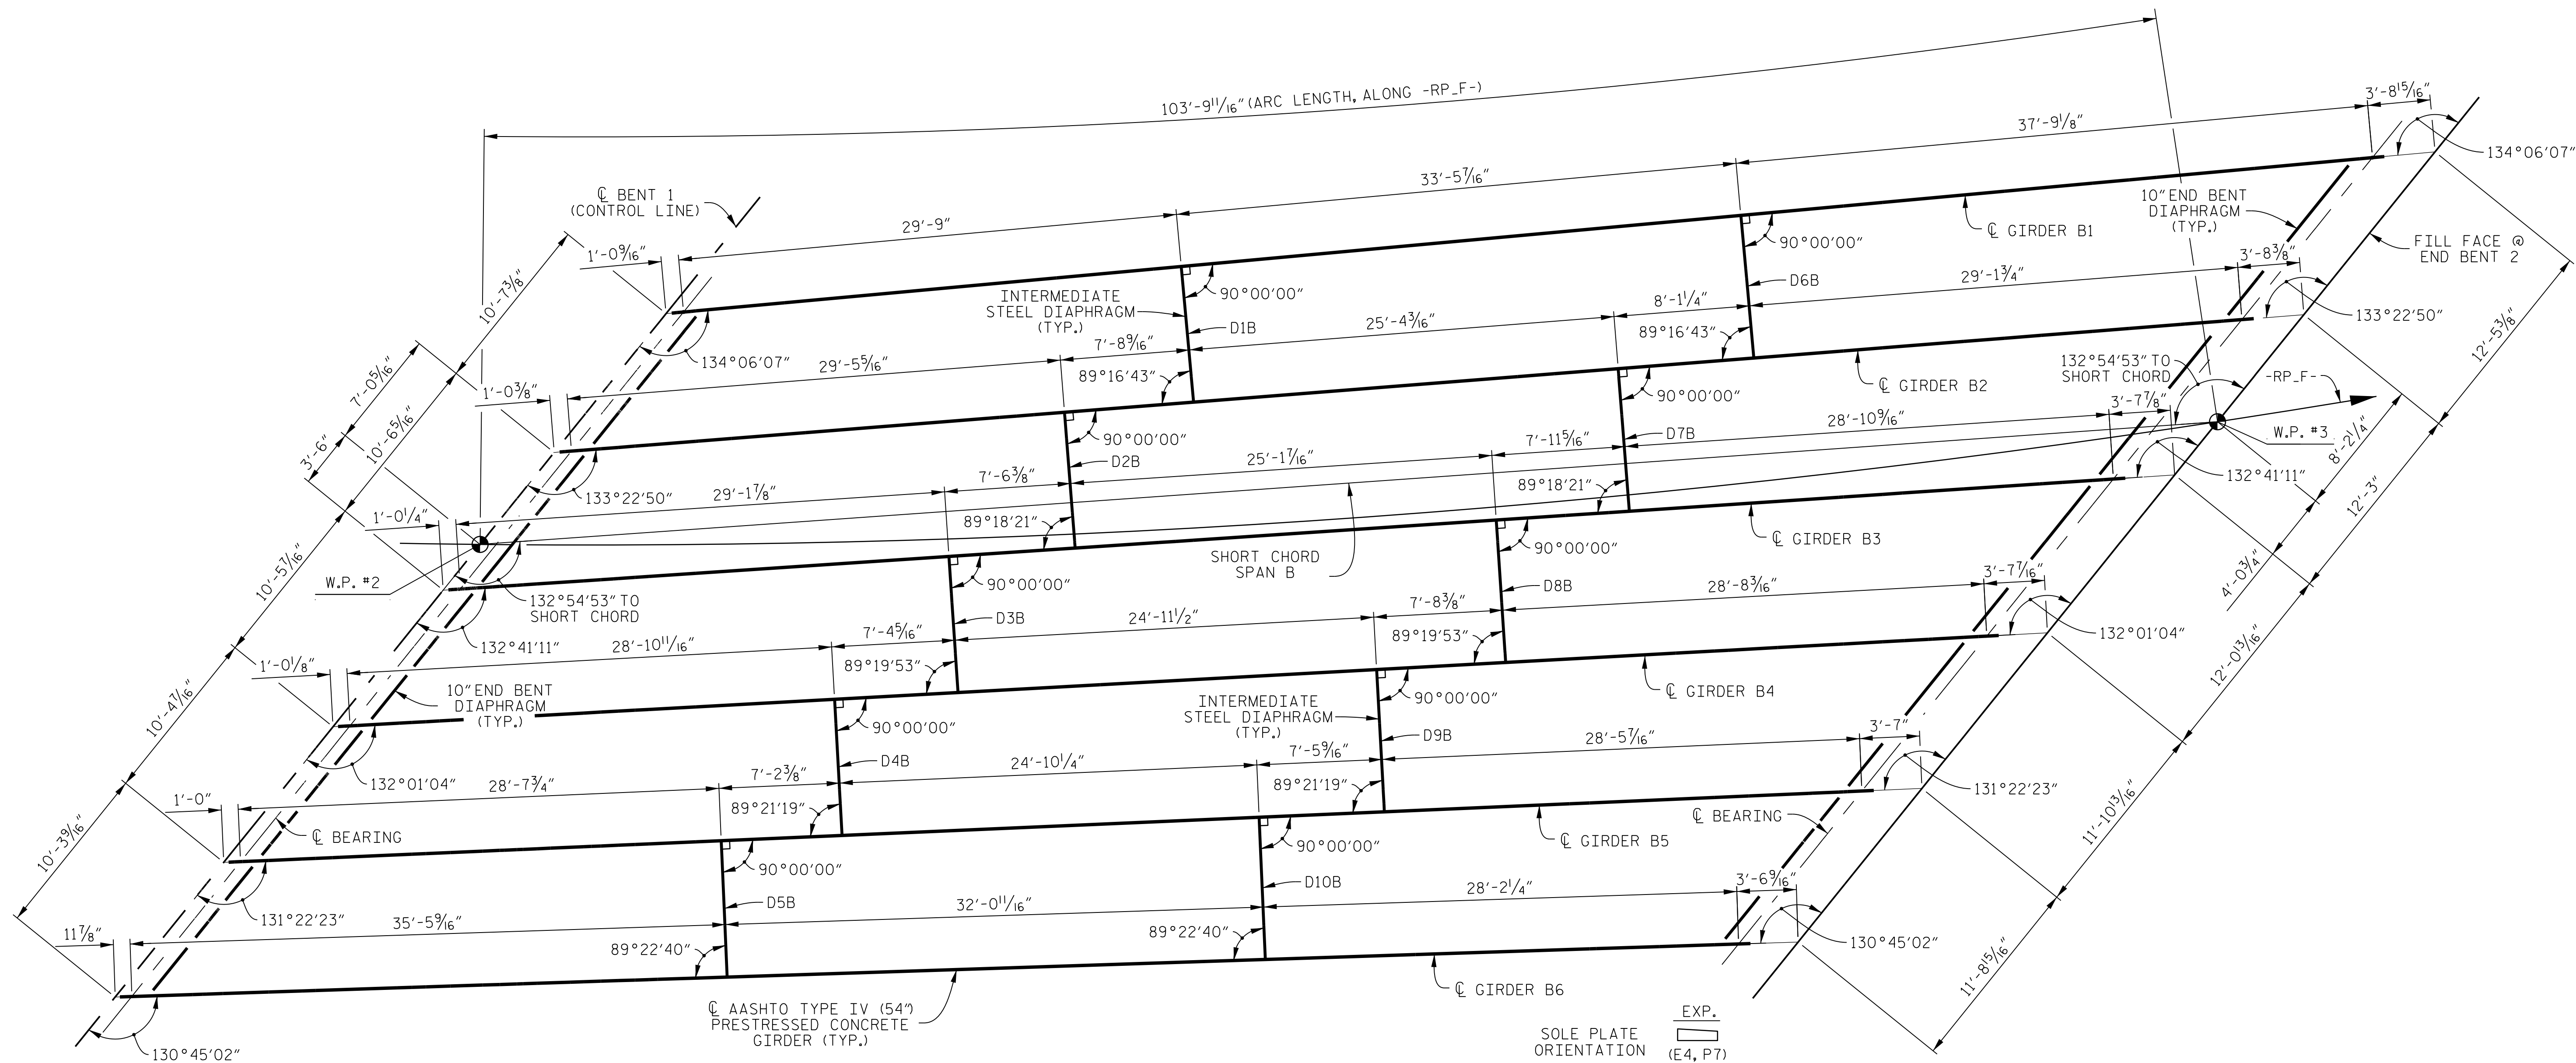 103'-9 11/16" (ARC LENGTH, ALONG -RP_F-)
3'-8 15/16"
37'-9 1/8"
134°06'07"
33'-5 7/16"
10" END BENT
DIAPHRAGM
(TYP.)
℄ BENT 1
(CONTROL LINE)
29'-9"
℄ GIRDER B1
FILL FACE @
END BENT 2
1'-0 9/16"
90°00'00"
3'-8 3/8"
10'-7 3/8"
INTERMEDIATE
STEEL DIAPHRAGM
(TYP.)
90°00'00"
D6B
29'-1 3/4"
8'-1 1/4"
D1B
25'-4 3/16"
89°16'43"
133°22'50"
12'-5 3/8"
134°06'07"
7'-8 9/16"
29'-5 5/16"
89°16'43"
132°54'53" TO
SHORT CHORD
-RP_F-
7'-0 5/16"
1'-0 3/8"
℄ GIRDER B2
90°00'00"
3'-7 7/8"
10'-6 5/16"
90°00'00"
D7B
28'-10 9/16"
W.P. #3
3'-6"
D2B
7'-11 5/16"
25'-1 7/16"
8'-2 1/4"
132°41'11"
133°22'50"
7'-6 3/8"
29'-1 7/8"
89°18'21"
12'-3"
1'-0 1/4"
89°18'21"
℄ GIRDER B3
10'-5 7/16"
90°00'00"
SHORT CHORD
SPAN B
W.P. #2
90°00'00"
3'-7 7/16"
4'-0 3/4"
132°54'53" TO
SHORT CHORD
D8B
28'-8 3/16"
7'-8 3/8"
D3B
24'-11 1/2"
132°41'11"
7'-4 5/16"
28'-10 11/16"
89°19'53"
132°01'04"
1'-0 1/8"
89°19'53"
12'-0 13/16"
10'-4 7/16"
10" END BENT
DIAPHRAGM
(TYP.)
℄ GIRDER B4
90°00'00"
INTERMEDIATE
STEEL DIAPHRAGM
(TYP.)
90°00'00"
3'-7"
D9B
28'-5 7/16"
7'-5 9/16"
D4B
24'-10 1/4"
132°01'04"
7'-2 3/8"
28'-7 3/4"
89°21'19"
131°22'23"
1'-0"
89°21'19"
11'-10 13/16"
10'-3 9/16"
℄ BEARING
℄ BEARING
℄ GIRDER B5
90°00'00"
90°00'00"
3'-6 9/16"
D10B
28'-2 1/4"
D5B
32'-0 11/16"
131°22'23"
35'-5 9/16"
11 7/8"
89°22'40"
89°22'40"
130°45'02"
11'-8 15/16"
℄ GIRDER B6
℄ AASHTO TYPE IV (54")
PRESTRESSED CONCRETE
GIRDER (TYP.)
EXP.
SOLE PLATE
ORIENTATION
(E4, P7)
130°45'02"